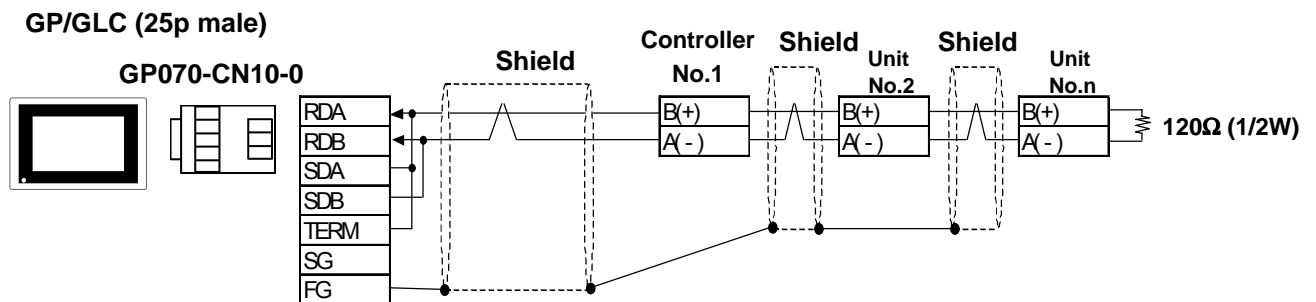 GP/GLC (25p male)
GP070-CN10-0
Shield
Controller
No.1
Shield
Unit
No.2
Shield
Unit
No.n
RDA
RDB
SDA
SDB
TERM
SG
FG
B(+)
A(-)
B(+)
A(-)
B(+)
A(-)
120Ω (1/2W)